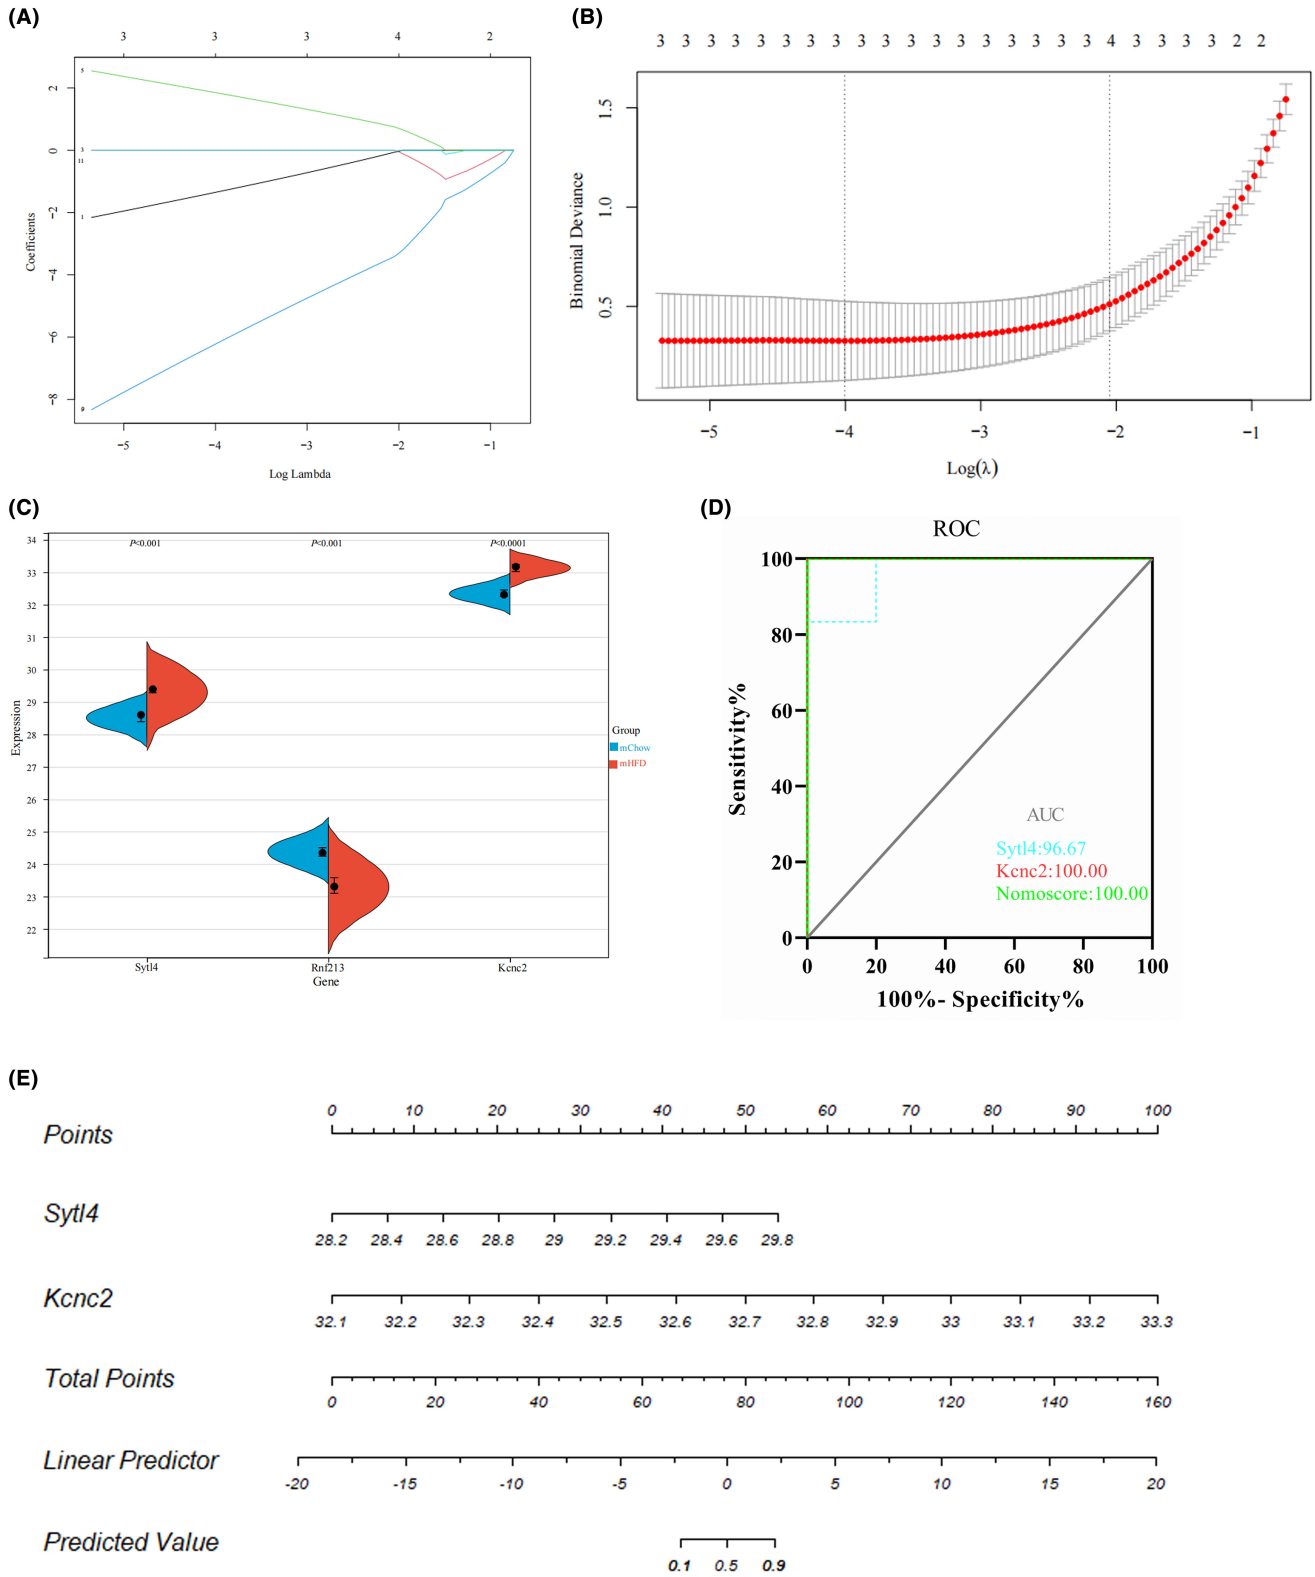 (A)
3 3 3 4 2
5
3
11
1
9
2
0
−2
−4
−6
−8
Coefficients
−5 −4 −3 −2 −1
Log Lambda
(B)
3 3 3 3 3 3 3 3 3 3 3 3 3 3 3 3 3 3 4 3 3 3 3 2 2
1.5
1.0
0.5
Binomial Deviance
−5 −4 −3 −2 −1
Log(λ)
(C)
P<0.001 P<0.001 P<0.0001
34
33
32
31
30
29
28
27
26
25
24
23
22
Expression
Group
mChow
mHFD
Sytl4 Rnf213 Kcnc2
Gene
(D)
ROC
100
80
60
40
20
0
Sensitivity%
AUC
Sytl4:96.67
Kcnc2:100.00
Nomoscore:100.00
0 20 40 60 80 100
100%- Specificity%
(E)
0 10 20 30 40 50 60 70 80 90 100
Points
Sytl4
28.2 28.4 28.6 28.8 29 29.2 29.4 29.6 29.8
Kcnc2
32.1 32.2 32.3 32.4 32.5 32.6 32.7 32.8 32.9 33 33.1 33.2 33.3
Total Points
0 20 40 60 80 100 120 140 160
Linear Predictor
-20 -15 -10 -5 0 5 10 15 20
Predicted Value
0.1 0.5 0.9